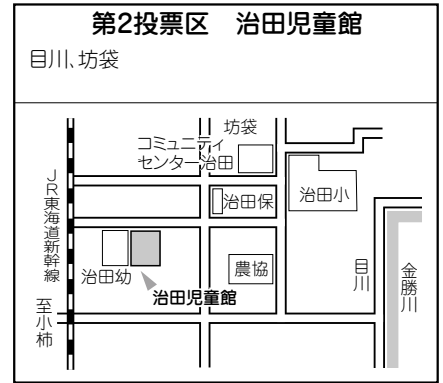 第2投票区　治田児童館
目川、坊袋
坊袋
コミュニティ
センター治田
治田保
治田小
JR東海道新幹線
治田幼
治田児童館
農協
目川
金勝川
至小柿